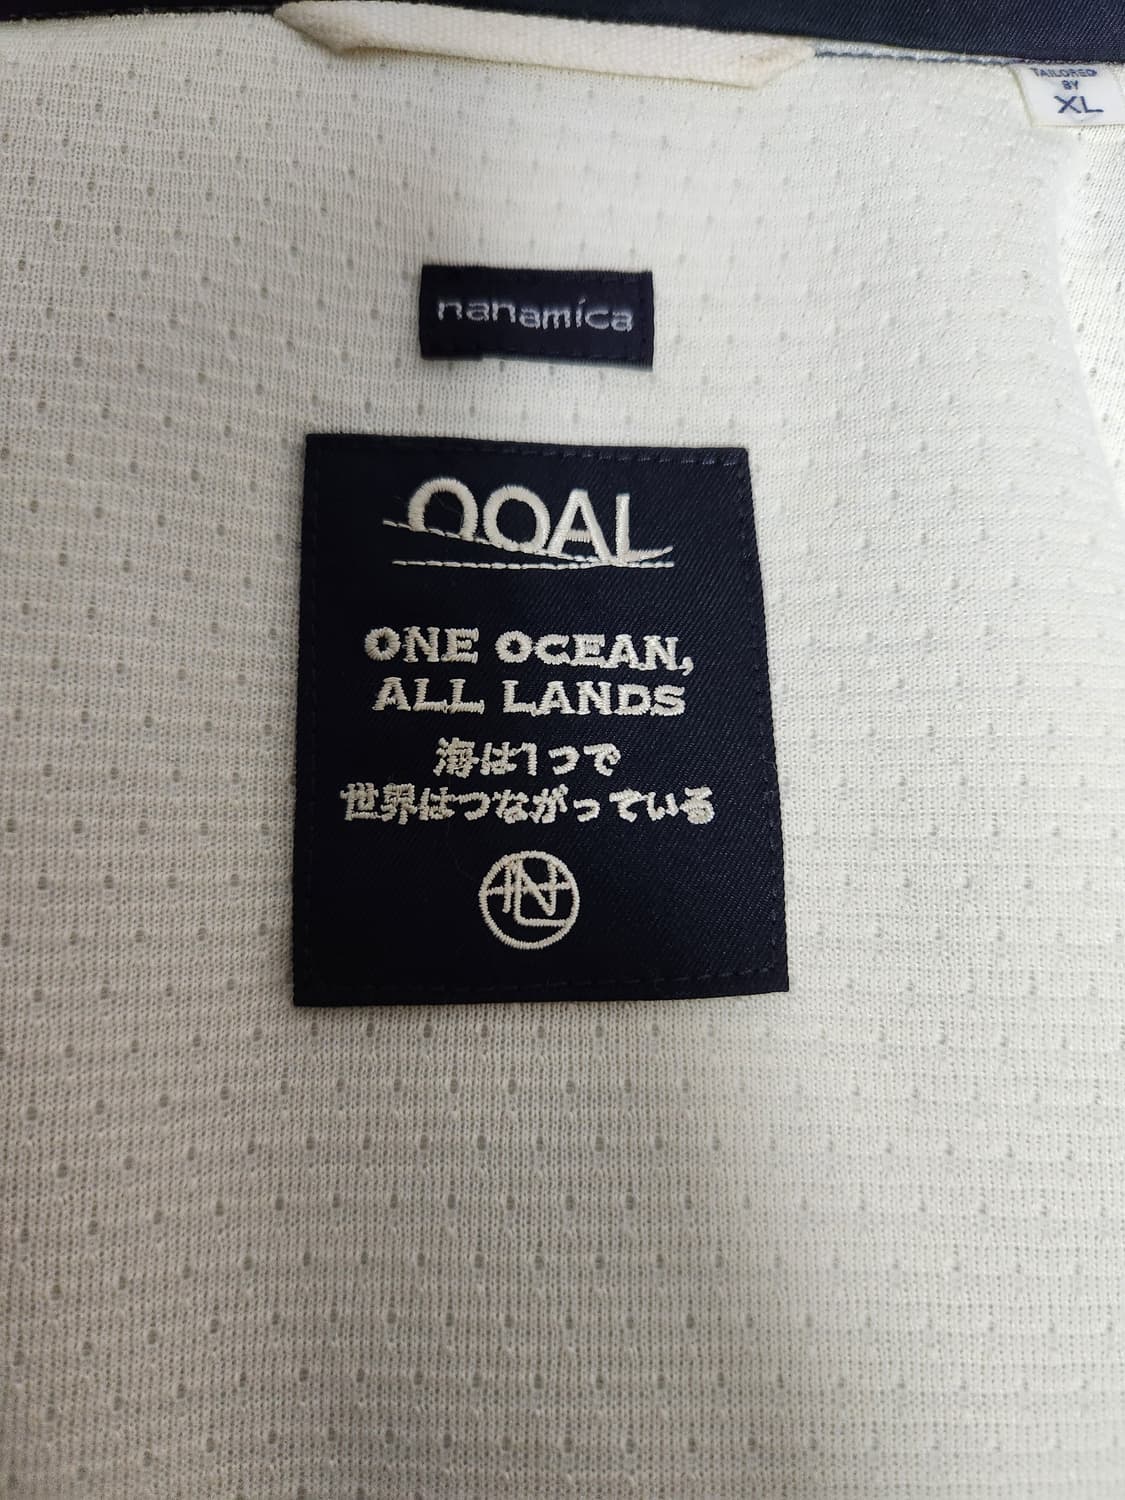 TAILORED
BY
XL
nanamica
OOAL
ONE OCEAN,
ALL LANDS
海は1つで
世界はつながっている